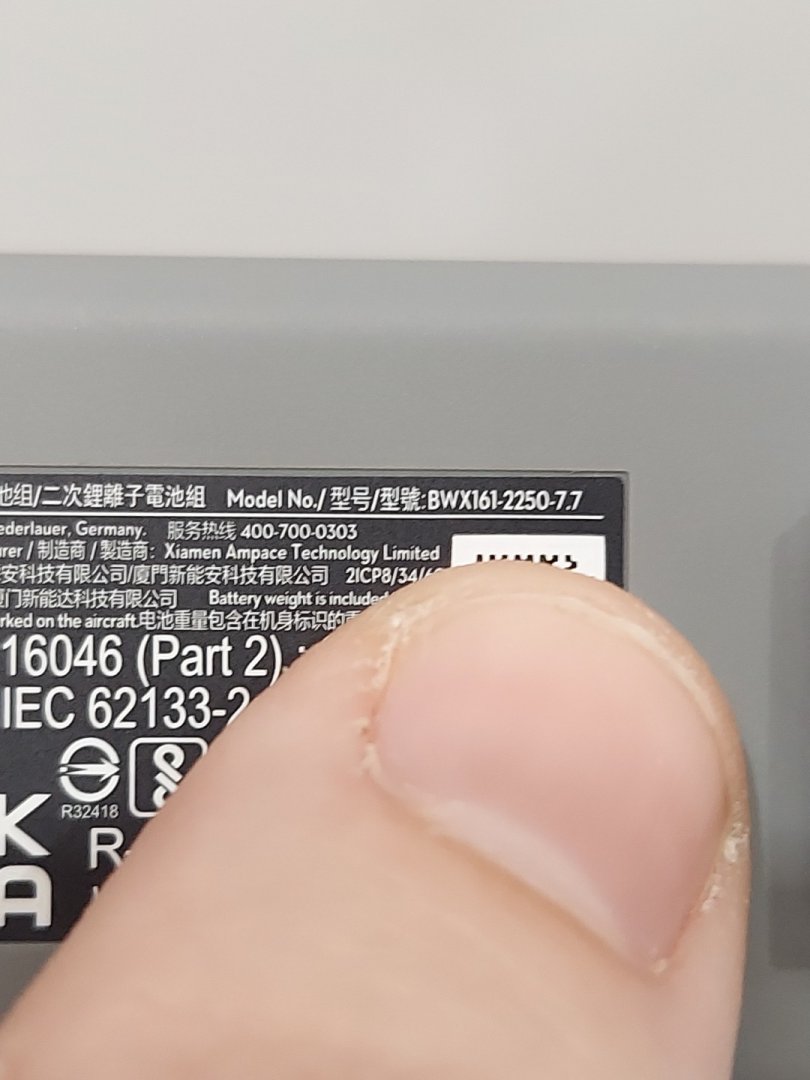 池组/二次鋰離子電池組 Model No./ 型号/型號:BWX161-2250-7.7
ederlauer, Germany. 服务热线 400-700-0303
rer / 制造商 / 製造商: Xiamen Ampace Technology Limited
安科技有限公司/廈門新能安科技有限公司 2ICP8/34/6
厦门新能达科技有限公司 Battery weight is included
rked on the aircraft.电池重量包含在机身标识的重
16046 (Part 2)
IEC 62133-2
R32418
K R-
A